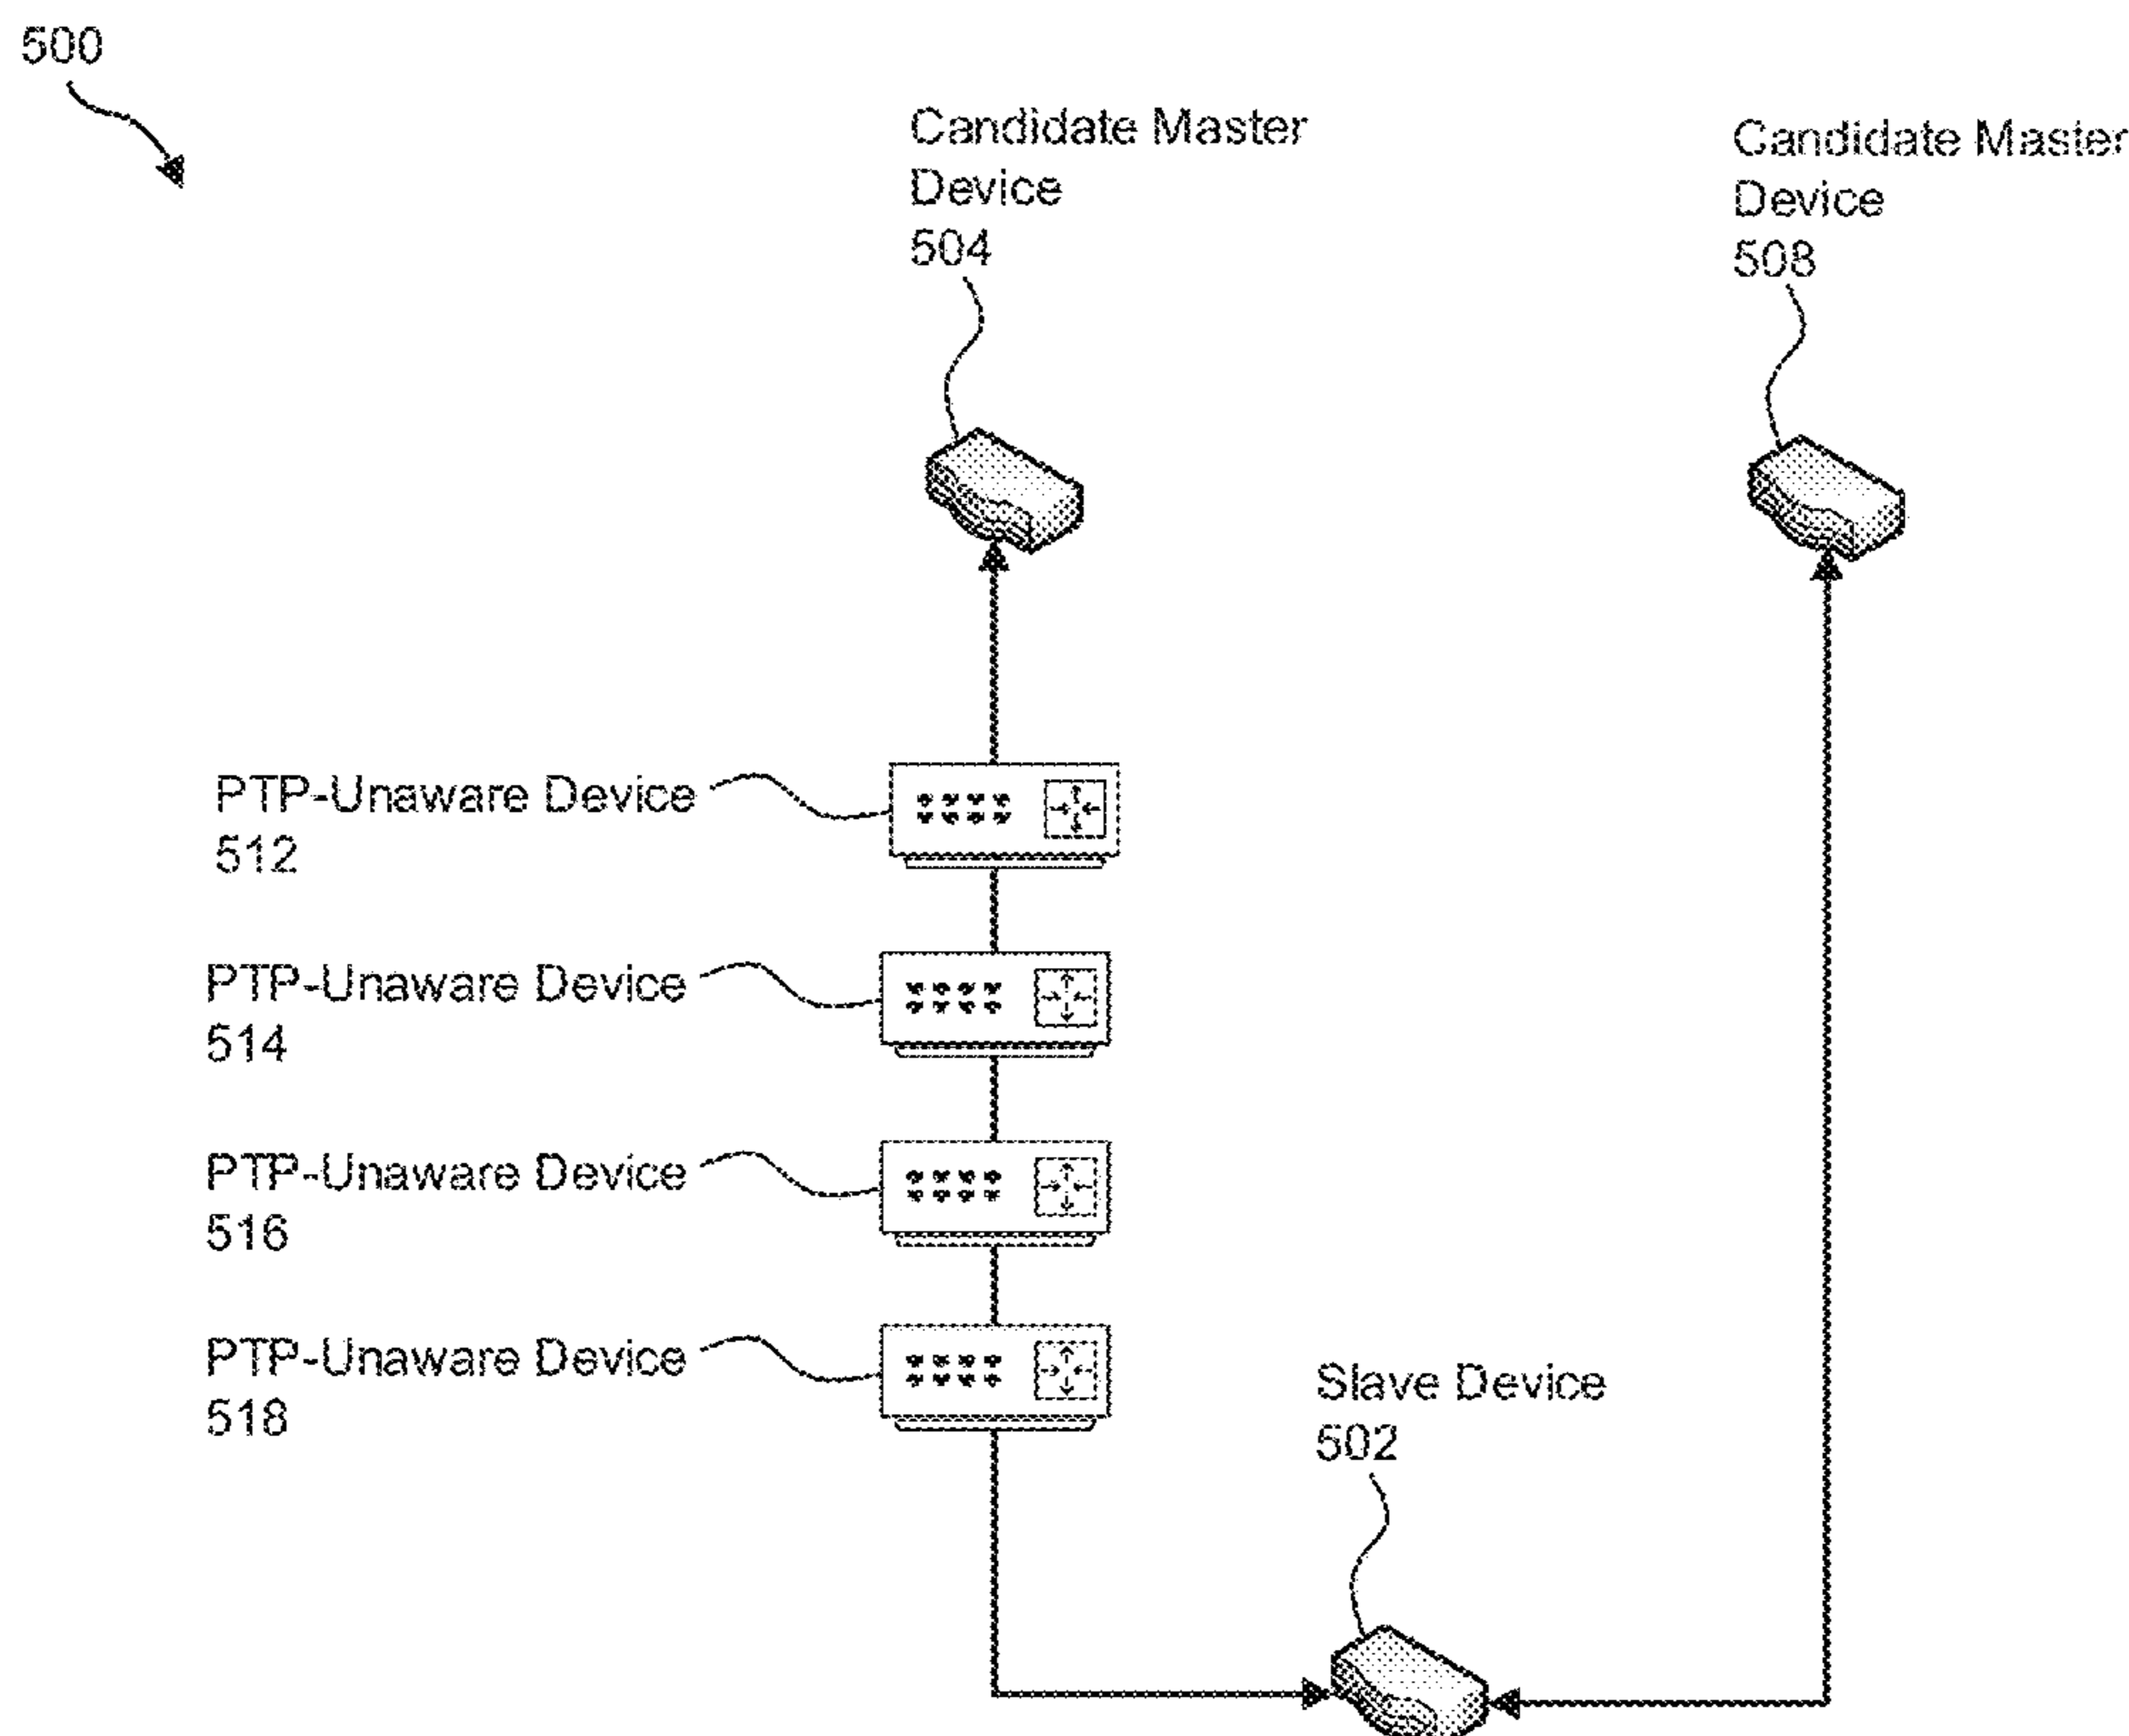 500
Candidate Master
Device
504
Candidate Master
Device
508
PTP-Unaware Device
512
PTP-Unaware Device
514
PTP-Unaware Device
516
PTP-Unaware Device
518
Slave Device
502